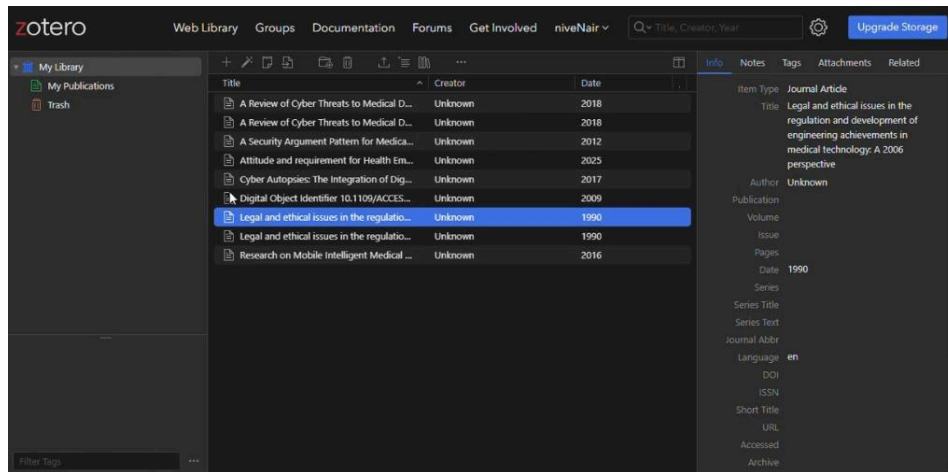 zotero
Web Library Groups Documentation Forums Get Involved niveNair Title, Creator, Year Upgrade Storage
My Library
My Publications
Trash
Filter Tags
Title Creator Date
A Review of Cyber Threats to Medical D... Unknown 2018
A Review of Cyber Threats to Medical D... Unknown 2018
A Security Argument Pattern for Medica... Unknown 2012
Attitude and requirement for Health Em... Unknown 2025
Cyber Autopsies: The Integration of Dig... Unknown 2017
Digital Object Identifier 10.1109/ACCES... Unknown 2009
Legal and ethical issues in the regulatio... Unknown 1990
Legal and ethical issues in the regulatio... Unknown 1990
Research on Mobile Intelligent Medical ... Unknown 2016
Info Notes Tags Attachments Related
Item Type Journal Article
Title Legal and ethical issues in the
regulation and development of
engineering achievements in
medical technology: A 2006
perspective
Author Unknown
Publication
Volume
Issue
Pages
Date 1990
Series
Series Title
Series Text
Journal Abbr
Language en
DOI
ISSN
Short Title
URL
Accessed
Archive